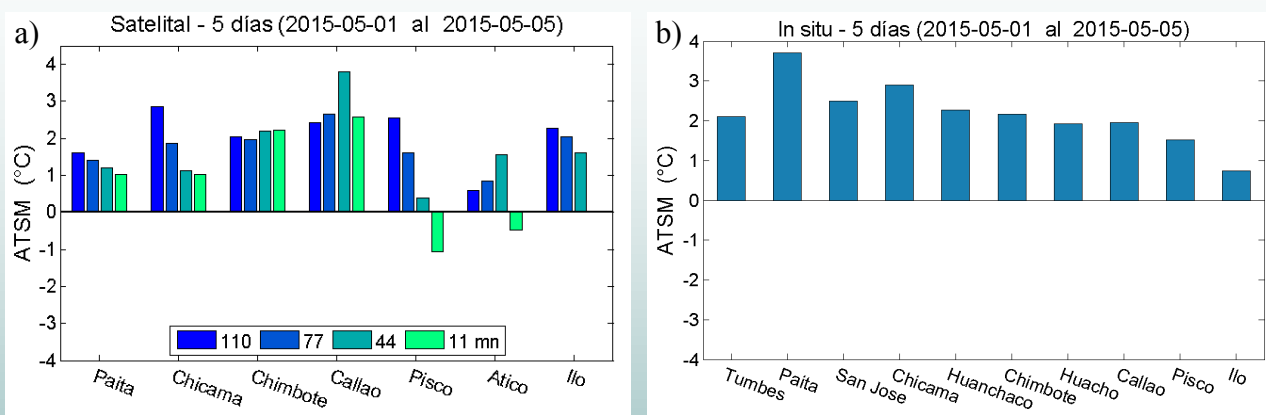 a)
Satelital - 5 días (2015-05-01 al 2015-05-05)
ATSM (°C)
4
3
2
1
0
-1
-2
-3
-4
110 77 44 11 mn
Paita Chicama Chimbote Callao Pisco Atico Ilo
b)
In situ - 5 días (2015-05-01 al 2015-05-05)
ATSM (°C)
4
3
2
1
0
-1
-2
-3
-4
Tumbes Paita San Jose Chicama Huanchaco Chimbote Huacho Callao Pisco Ilo